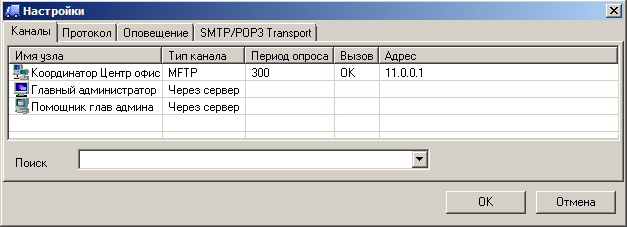 Настройки
Каналы Протокол Оповещение SMTP/POP3 Transport
Имя узла Тип канала Период опроса Вызов Адрес
Координатор Центр офис MFTP 300 OK 11.0.0.1
Главный администратор Через сервер
Помощник глав админа Через сервер
Поиск
OK Отмена